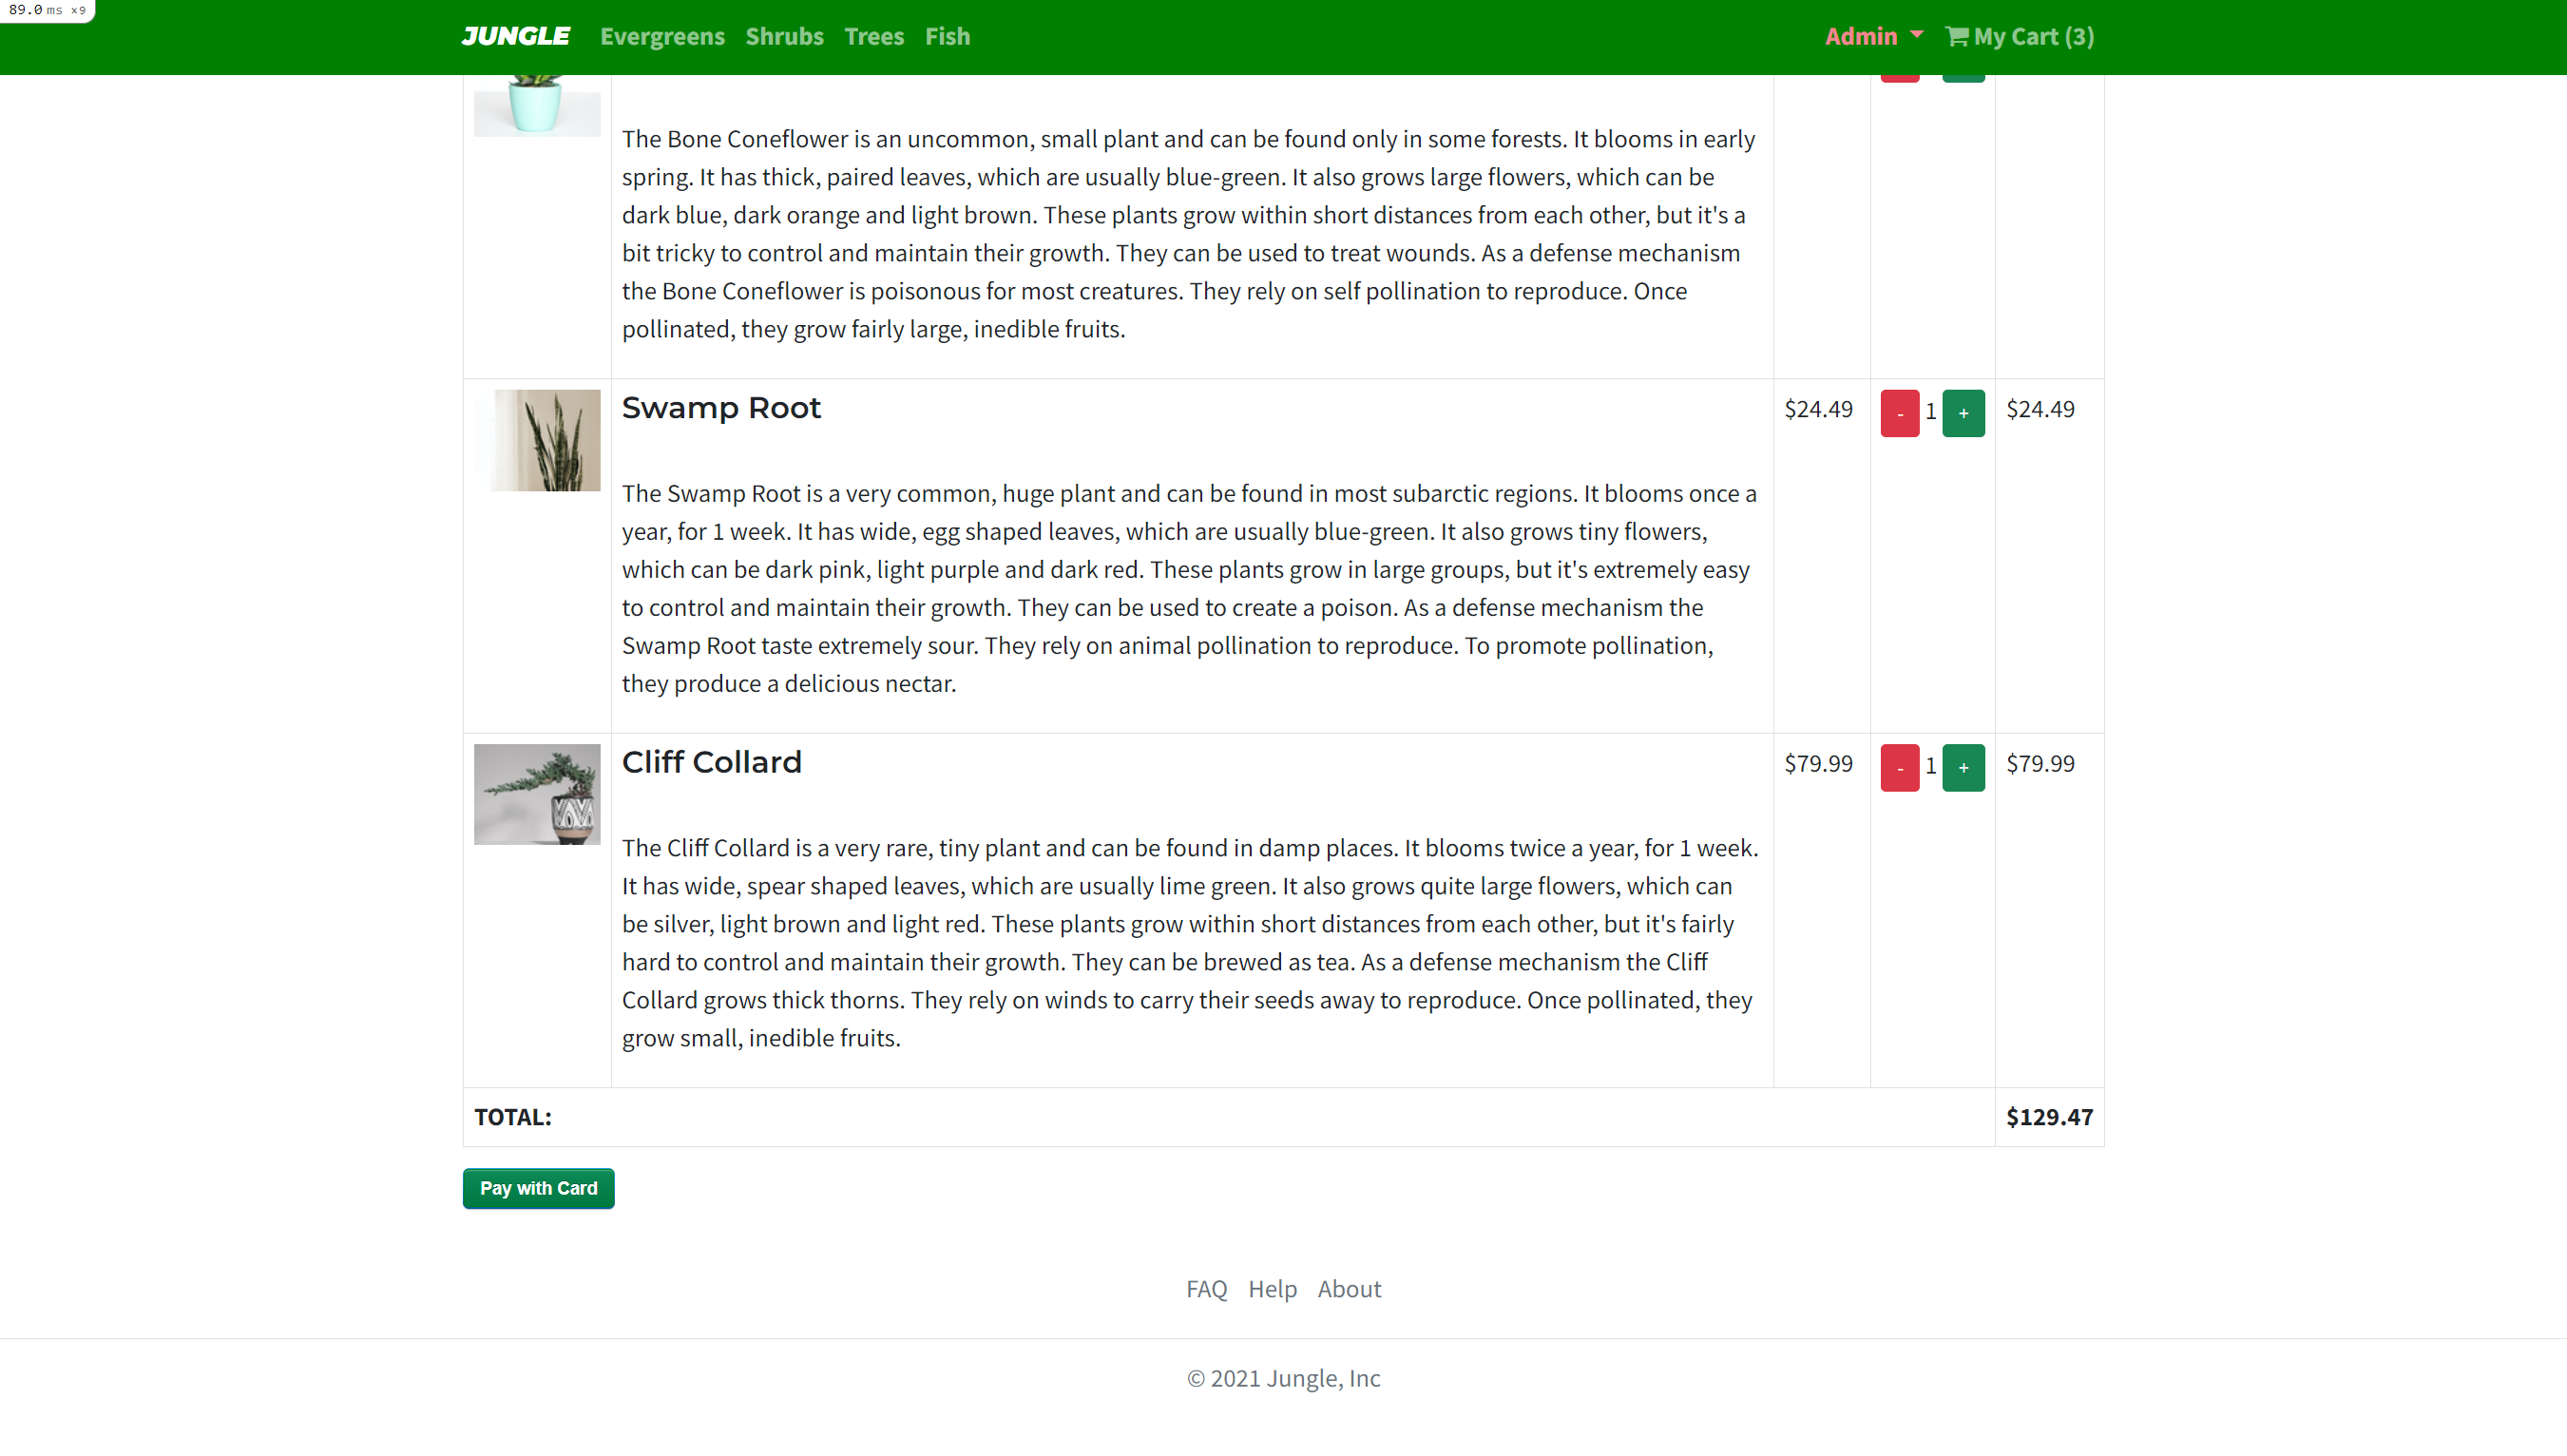 89.0 ms x9
JUNGLE Evergreens Shrubs Trees Fish Admin My Cart (3)
The Bone Coneflower is an uncommon, small plant and can be found only in some forests. It blooms in early
spring. It has thick, paired leaves, which are usually blue-green. It also grows large flowers, which can be
dark blue, dark orange and light brown. These plants grow within short distances from each other, but it's a
bit tricky to control and maintain their growth. They can be used to treat wounds. As a defense mechanism
the Bone Coneflower is poisonous for most creatures. They rely on self pollination to reproduce. Once
pollinated, they grow fairly large, inedible fruits.
Swamp Root $24.49 - 1 + $24.49
The Swamp Root is a very common, huge plant and can be found in most subarctic regions. It blooms once a
year, for 1 week. It has wide, egg shaped leaves, which are usually blue-green. It also grows tiny flowers,
which can be dark pink, light purple and dark red. These plants grow in large groups, but it's extremely easy
to control and maintain their growth. They can be used to create a poison. As a defense mechanism the
Swamp Root taste extremely sour. They rely on animal pollination to reproduce. To promote pollination,
they produce a delicious nectar.
Cliff Collard $79.99 - 1 + $79.99
The Cliff Collard is a very rare, tiny plant and can be found in damp places. It blooms twice a year, for 1 week.
It has wide, spear shaped leaves, which are usually lime green. It also grows quite large flowers, which can
be silver, light brown and light red. These plants grow within short distances from each other, but it's fairly
hard to control and maintain their growth. They can be brewed as tea. As a defense mechanism the Cliff
Collard grows thick thorns. They rely on winds to carry their seeds away to reproduce. Once pollinated, they
grow small, inedible fruits.
TOTAL: $129.47
Pay with Card
FAQ Help About
© 2021 Jungle, Inc